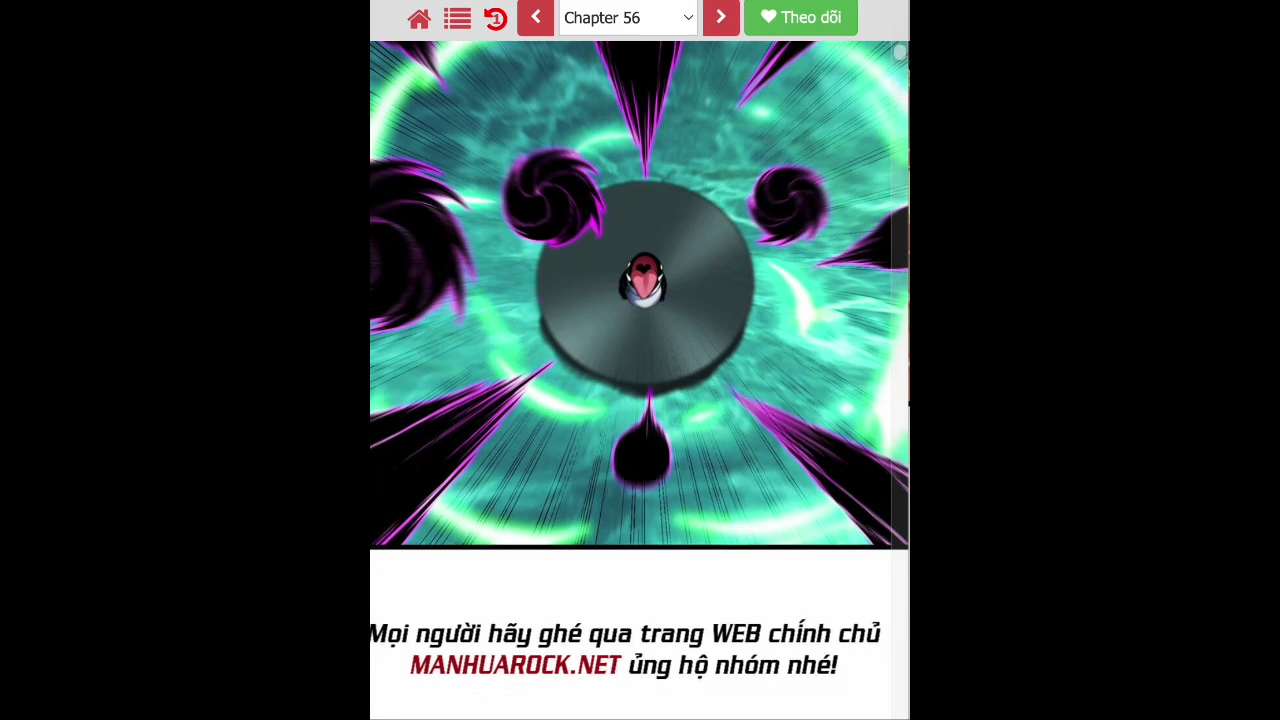 1
Chapter 56
Theo dõi
Mọi người hãy ghé qua trang WEB chính chủ
MANHUAROCK.NET ủng hộ nhóm nhé!